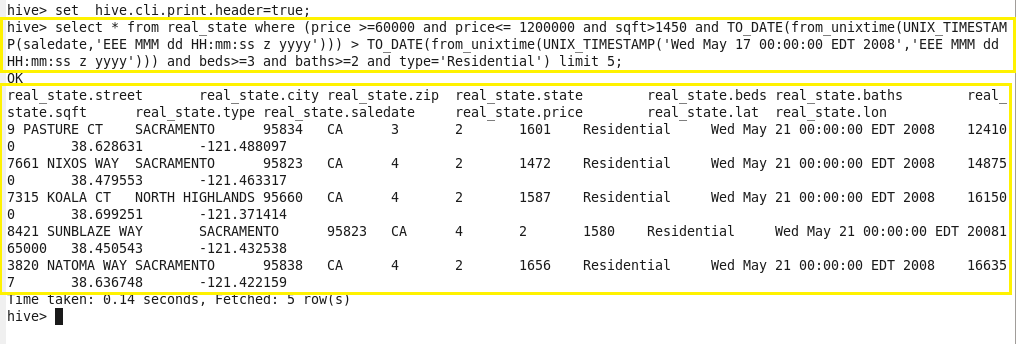 hive> set  hive.cli.print.header=true;
hive> select * from real_state where (price >=60000 and price<= 1200000 and sqft>1450 and TO_DATE(from_unixtime(UNIX_TIMESTAM
P(saledate,'EEE MMM dd HH:mm:ss z yyyy'))) > TO_DATE(from_unixtime(UNIX_TIMESTAMP('Wed May 17 00:00:00 EDT 2008','EEE MMM dd
HH:mm:ss z yyyy'))) and beds>=3 and baths>=2 and type='Residential') limit 5;
OK
real_state.street       real_state.city real_state.zip  real_state.state        real_state.beds real_state.baths        real_
state.sqft      real_state.type real_state.saledate     real_state.price        real_state.lat  real_state.lon
9 PASTURE CT    SACRAMENTO      95834   CA      3       2       1601    Residential     Wed May 21 00:00:00 EDT 2008    12410
0       38.628631       -121.488097
7661 NIXOS WAY  SACRAMENTO      95823   CA      4       2       1472    Residential     Wed May 21 00:00:00 EDT 2008    14875
0       38.479553       -121.463317
7315 KOALA CT   NORTH HIGHLANDS 95660   CA      4       2       1587    Residential     Wed May 21 00:00:00 EDT 2008    16150
0       38.699251       -121.371414
8421 SUNBLAZE WAY       SACRAMENTO      95823   CA      4       2       1580    Residential     Wed May 21 00:00:00 EDT 20081
65000   38.450543       -121.432538
3820 NATOMA WAY SACRAMENTO      95838   CA      4       2       1656    Residential     Wed May 21 00:00:00 EDT 2008    16635
7       38.636748       -121.422159
Time taken: 0.14 seconds, Fetched: 5 row(s)
hive>